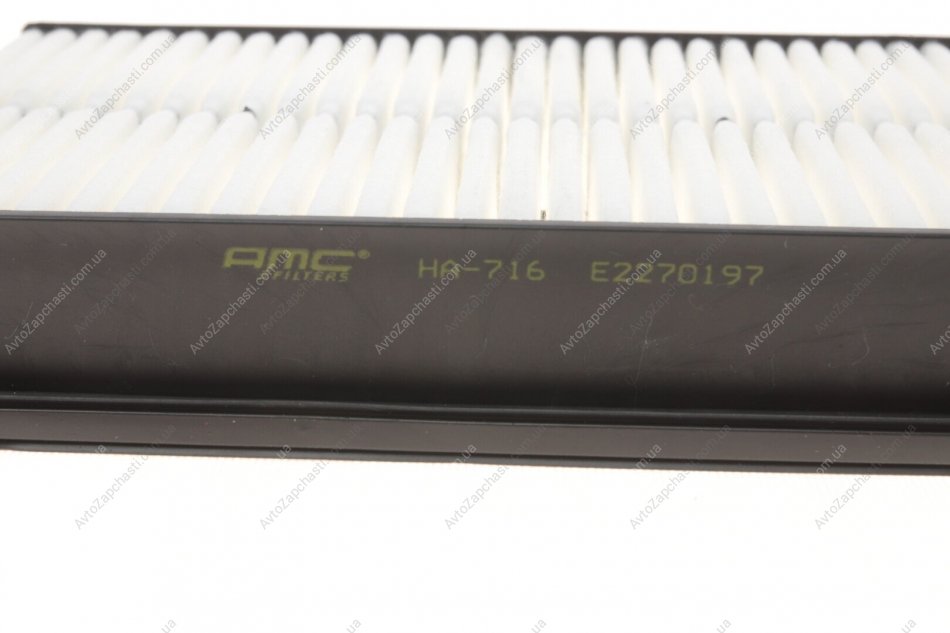 AMC® HA-716 E2270197
FILTERS
AvtoZapchasti.com.ua